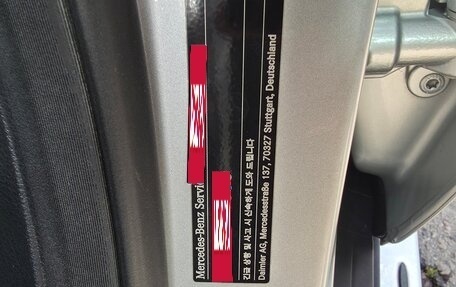 Mercedes-Benz Servi
긴급 상황 및 사고 시 신속하게 도와 드립니다
Daimler AG, Mercedesstraße 137, 70327 Stuttgart, Deutschland